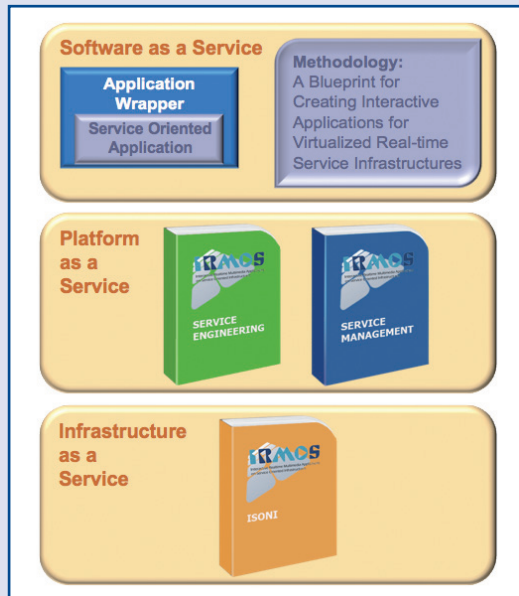 Software as a Service
Application
Wrapper
Service Oriented
Application
Methodology:
A Blueprint for
Creating Interactive
Applications for
Virtualized Real-time
Service Infrastructures
Platform
as a
Service
IRMOS
SERVICE
ENGINEERING
IRMOS
SERVICE
MANAGEMENT
Infrastructure
as a
Service
IRMOS
ISONI